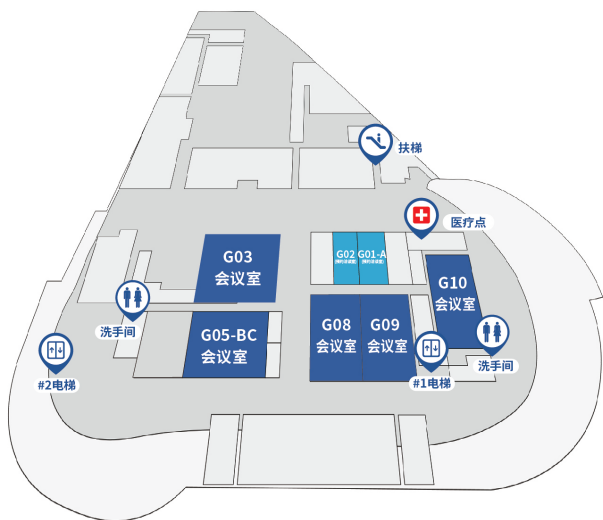 扶梯
医疗点
G03
会议室
G02
G01-A
G10
会议室
洗手间
G05-BC
会议室
G08
会议室
G09
会议室
洗手间
#2电梯
#1电梯